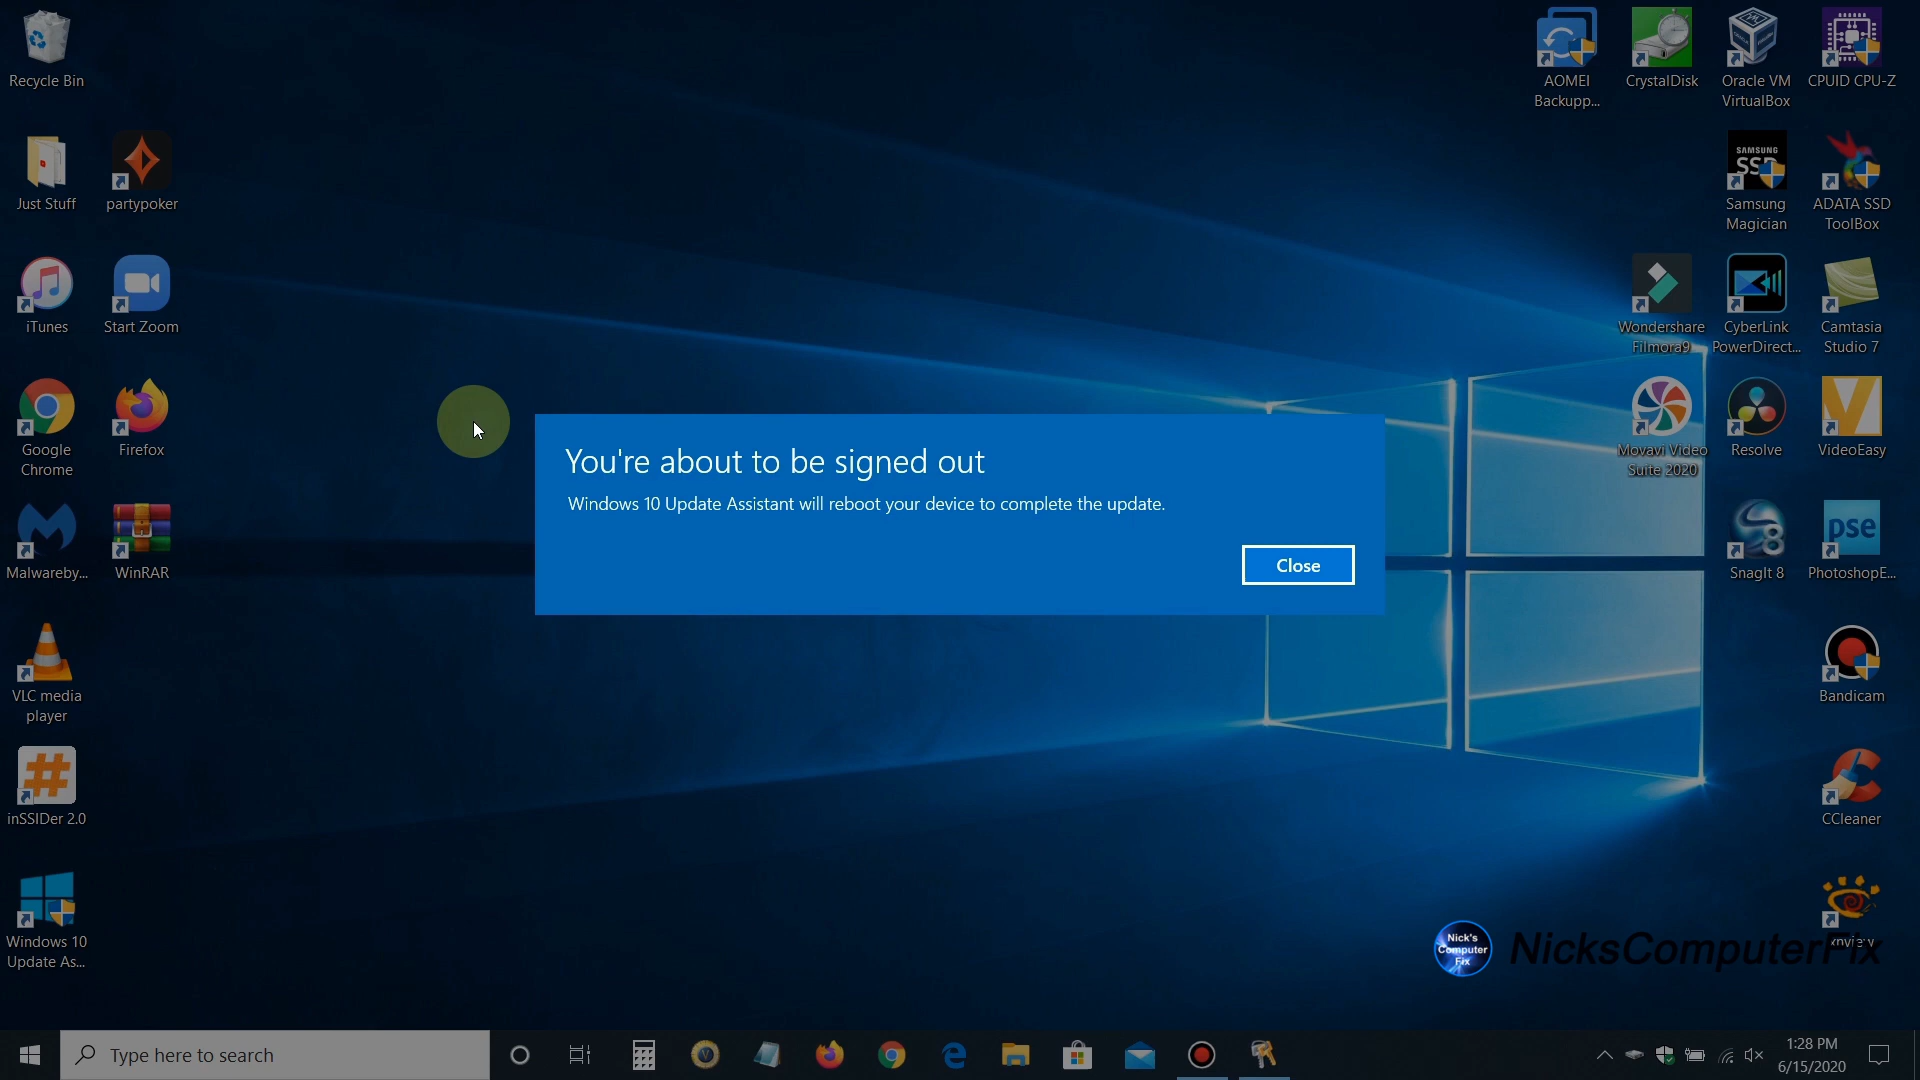 Recycle Bin
AOMEI
Backupp...
CrystalDisk
Oracle VM
VirtualBox
CPUID CPU-Z
Just Stuff
partypoker
SAMSUNG
SSD
Samsung
Magician
ADATA SSD
ToolBox
iTunes
Start Zoom
Wondershare
Filmora9
CyberLink
PowerDirect...
Camtasia
Studio 7
Google
Chrome
Firefox
Movavi Video
Suite 2020
Resolve
VideoEasy
You're about to be signed out
Windows 10 Update Assistant will reboot your device to complete the update.
Close
Malwareby...
WinRAR
SnagIt 8
pse
PhotoshopE...
VLC media
player
Bandicam
inSSIDer 2.0
CCleaner
Windows 10
Update As...
Nick's
Computer
Fix
NicksComputerFix
xnview
Type here to search
1:28 PM
6/15/2020